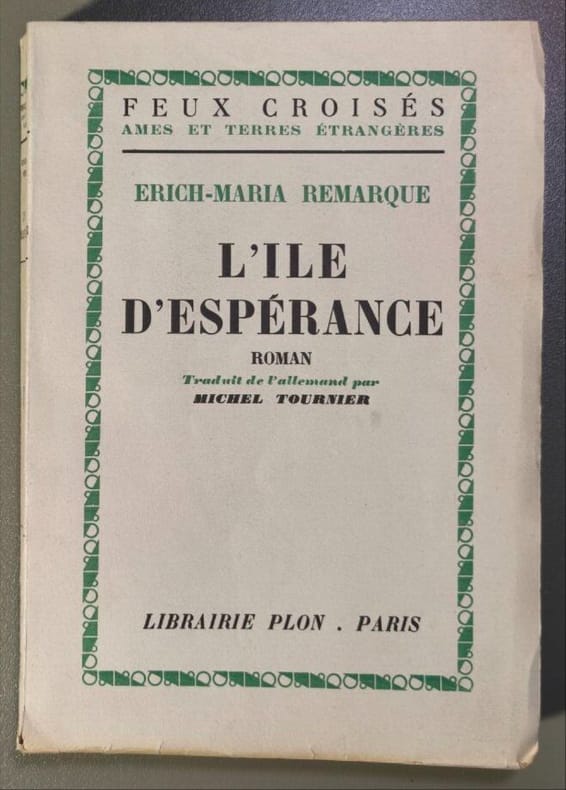 FEUX CROISÉS
AMES ET TERRES ÉTRANGÈRES
ERICH-MARIA REMARQUE
L'ILE
D'ESPÉRANCE
ROMAN
Traduit de l'allemand par
MICHEL TOURNIER
LIBRAIRIE PLON . PARIS